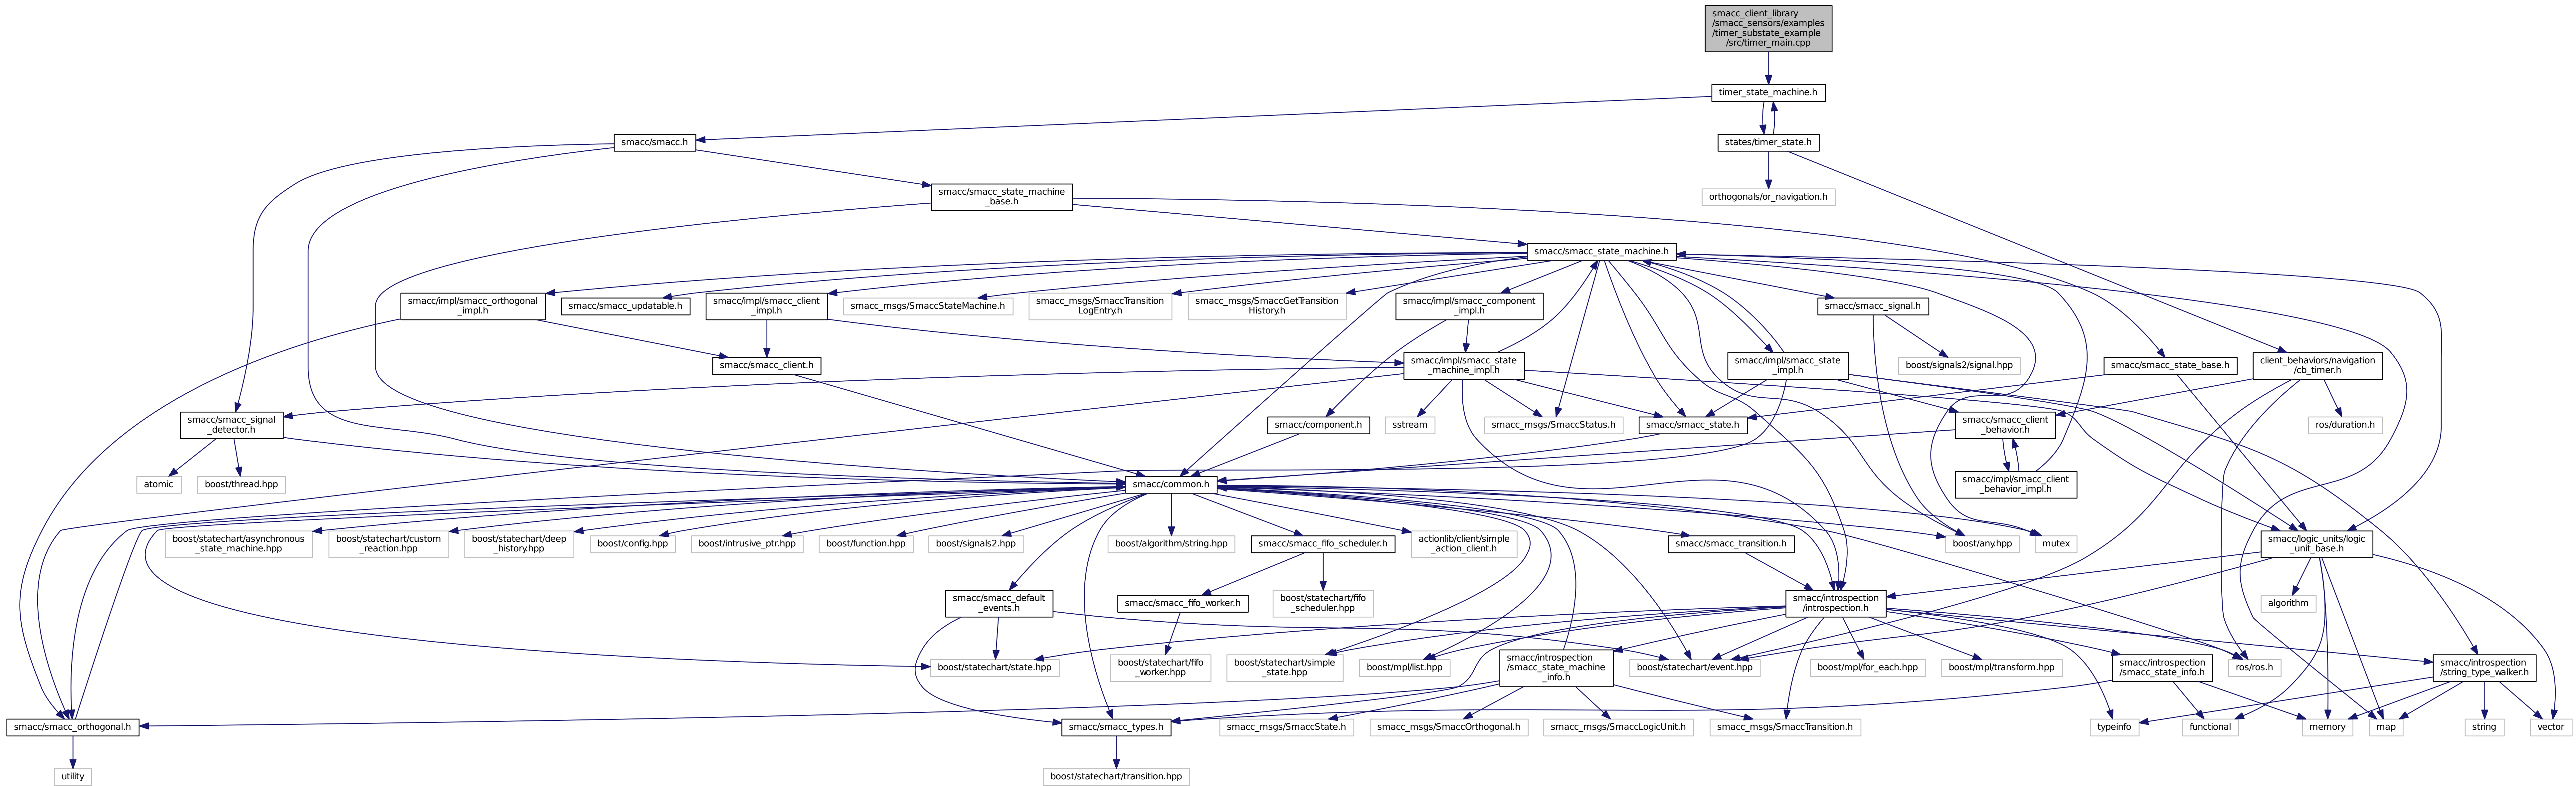 smacc_client_library
/smacc_sensors/examples
/timer_substate_example
/src/timer_main.cpp
timer_state_machine.h
smacc/smacc.h
states/timer_state.h
smacc/smacc_state_machine
_base.h
orthogonals/or_navigation.h
smacc/smacc_state_machine.h
smacc/impl/smacc_orthogonal
_impl.h
smacc/smacc_updatable.h
smacc/impl/smacc_client
_impl.h
smacc_msgs/SmaccStateMachine.h
smacc_msgs/SmaccTransition
LogEntry.h
smacc_msgs/SmaccGetTransition
History.h
smacc/impl/smacc_component
_impl.h
smacc/smacc_signal.h
smacc/smacc_client.h
smacc/impl/smacc_state
_machine_impl.h
smacc/impl/smacc_state
_impl.h
boost/signals2/signal.hpp
smacc/smacc_state_base.h
client_behaviors/navigation
/cb_timer.h
smacc/smacc_signal
_detector.h
smacc/component.h
sstream
smacc_msgs/SmaccStatus.h
smacc/smacc_state.h
smacc/smacc_client
_behavior.h
ros/duration.h
atomic
boost/thread.hpp
smacc/common.h
smacc/impl/smacc_client
_behavior_impl.h
boost/statechart/asynchronous
_state_machine.hpp
boost/statechart/custom
_reaction.hpp
boost/statechart/deep
_history.hpp
boost/config.hpp
boost/intrusive_ptr.hpp
boost/function.hpp
boost/signals2.hpp
boost/algorithm/string.hpp
smacc/smacc_fifo_scheduler.h
actionlib/client/simple
_action_client.h
smacc/smacc_transition.h
boost/any.hpp
mutex
smacc/logic_units/logic
_unit_base.h
smacc/smacc_default
_events.h
smacc/smacc_fifo_worker.h
boost/statechart/fifo
_scheduler.hpp
smacc/introspection
/introspection.h
algorithm
boost/statechart/state.hpp
boost/statechart/fifo
_worker.hpp
boost/statechart/simple
_state.hpp
boost/mpl/list.hpp
smacc/introspection
/smacc_state_machine
_info.h
boost/statechart/event.hpp
boost/mpl/for_each.hpp
boost/mpl/transform.hpp
smacc/introspection
/smacc_state_info.h
ros/ros.h
smacc/introspection
/string_type_walker.h
smacc/smacc_orthogonal.h
smacc/smacc_types.h
smacc_msgs/SmaccState.h
smacc_msgs/SmaccOrthogonal.h
smacc_msgs/SmaccLogicUnit.h
smacc_msgs/SmaccTransition.h
typeinfo
functional
memory
map
string
vector
utility
boost/statechart/transition.hpp